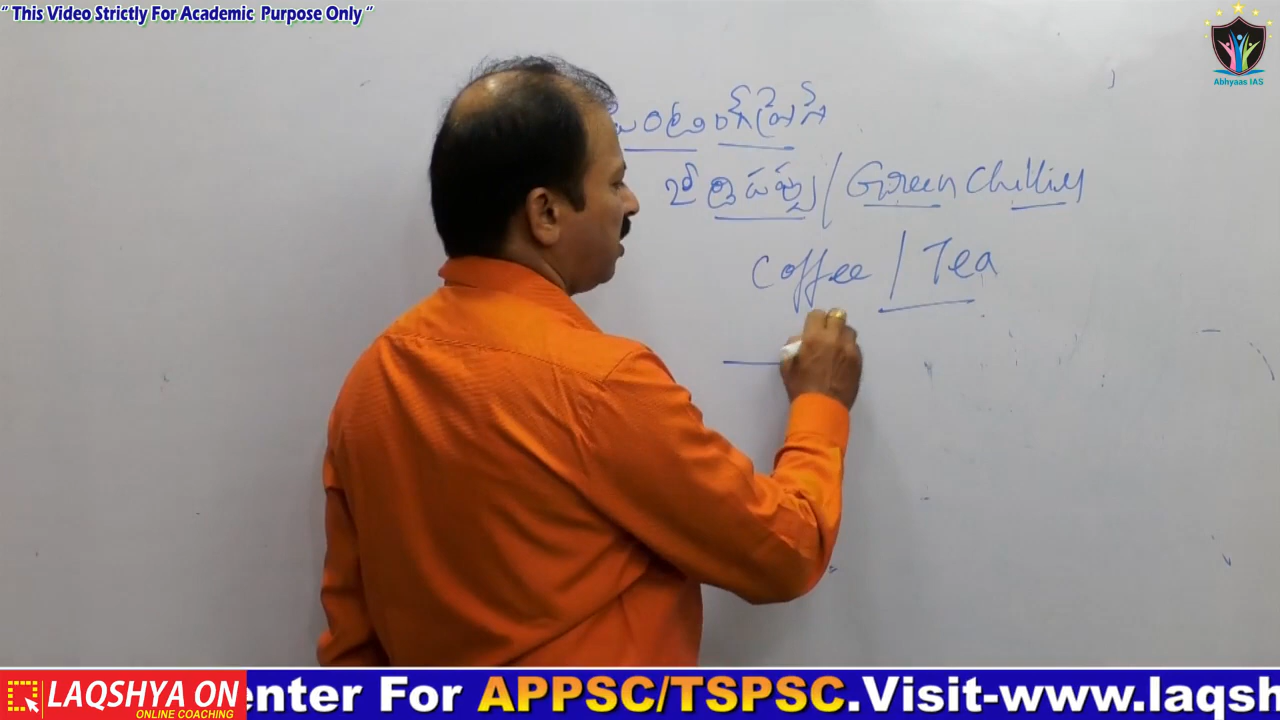 " This Video Strictly For Academic Purpose Only "
Abhyaas IAS
/ Green Chillies
Coffee / Tea
LAQSHYA ON
ONLINE COACHING
enter For APPSC/TSPSC.Visit-www.laqsh